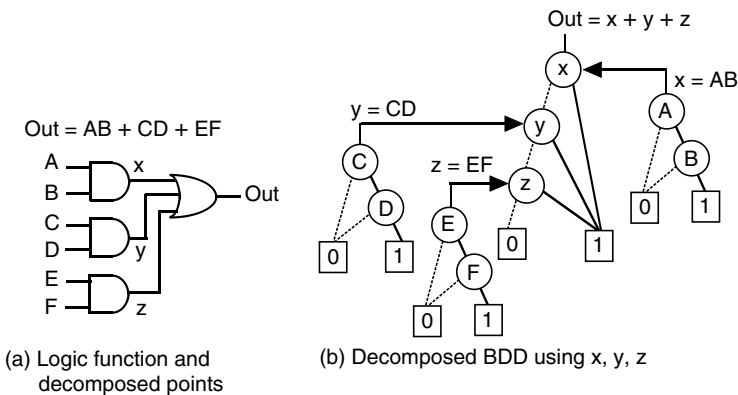 Out = AB + CD + EF
A
B
x
C
D
y
E
F
z
Out
(a) Logic function and
decomposed points
Out = x + y + z
x
x = AB
y = CD
A
y
B
C
z = EF
z
D
E
0
1
0
1
0
1
F
0
1
(b) Decomposed BDD using x, y, z